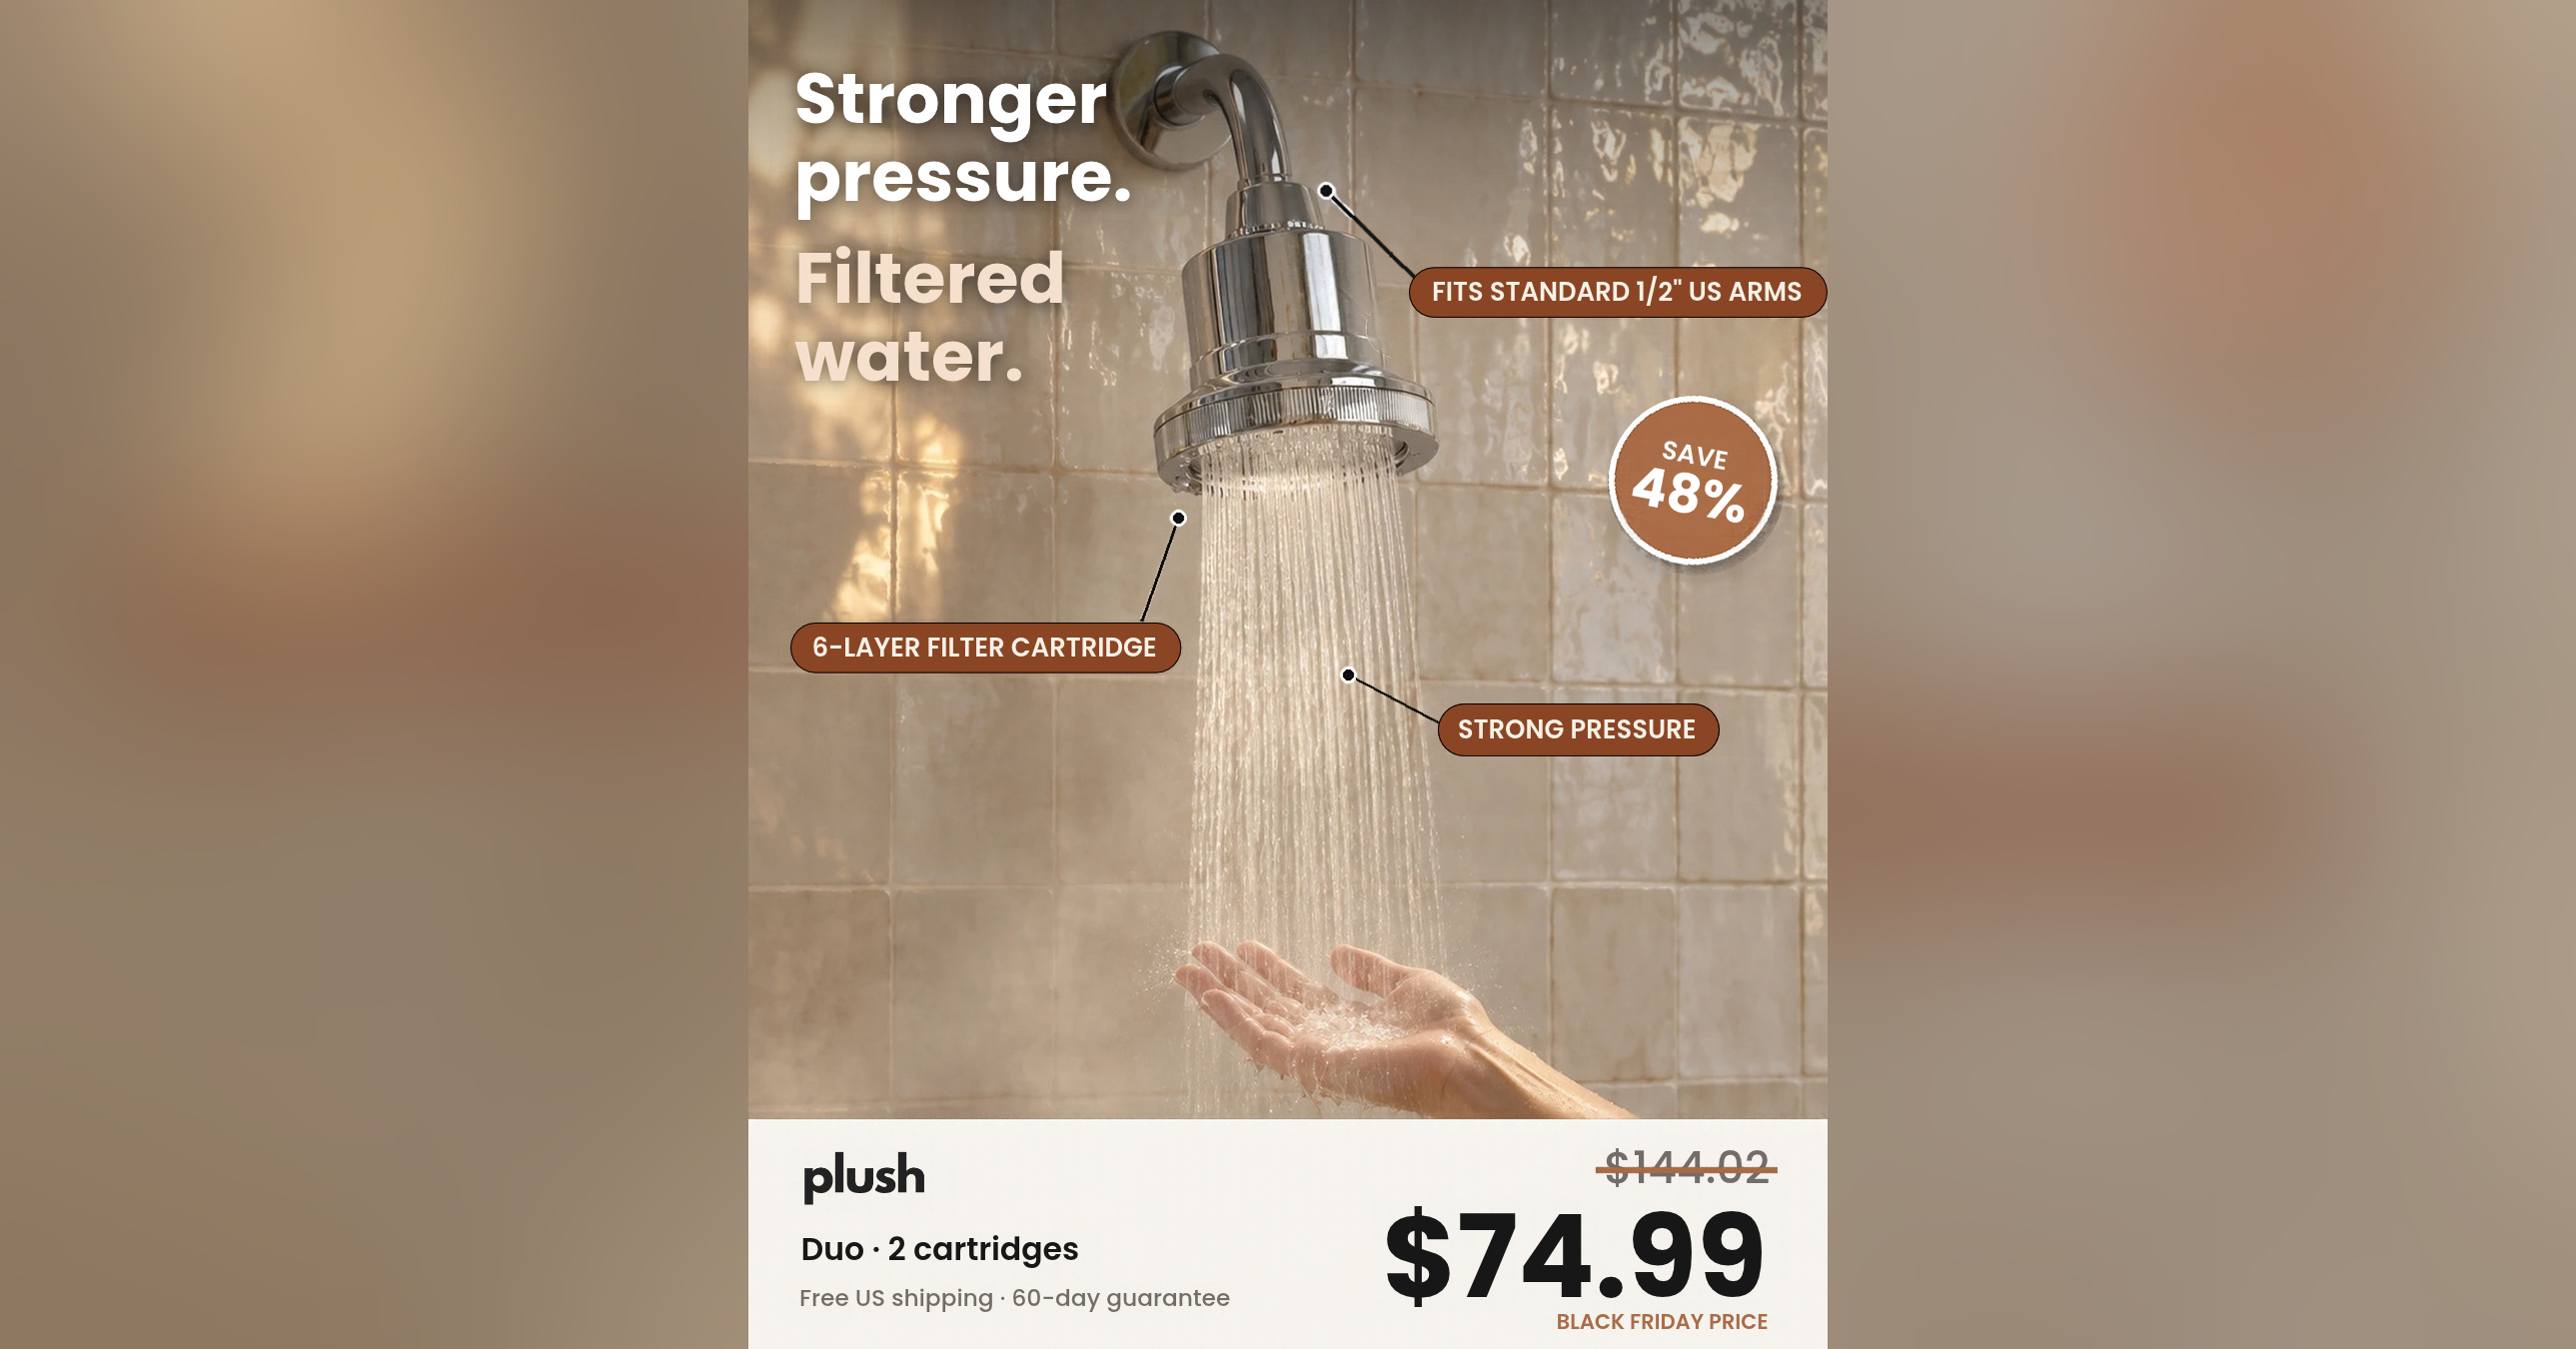 Stronger
pressure.
Filtered
water.
FITS STANDARD 1/2" US ARMS
SAVE
48%
6-LAYER FILTER CARTRIDGE
STRONG PRESSURE
plush
Duo · 2 cartridges
Free US shipping · 60-day guarantee
$144.02
$74.99
BLACK FRIDAY PRICE